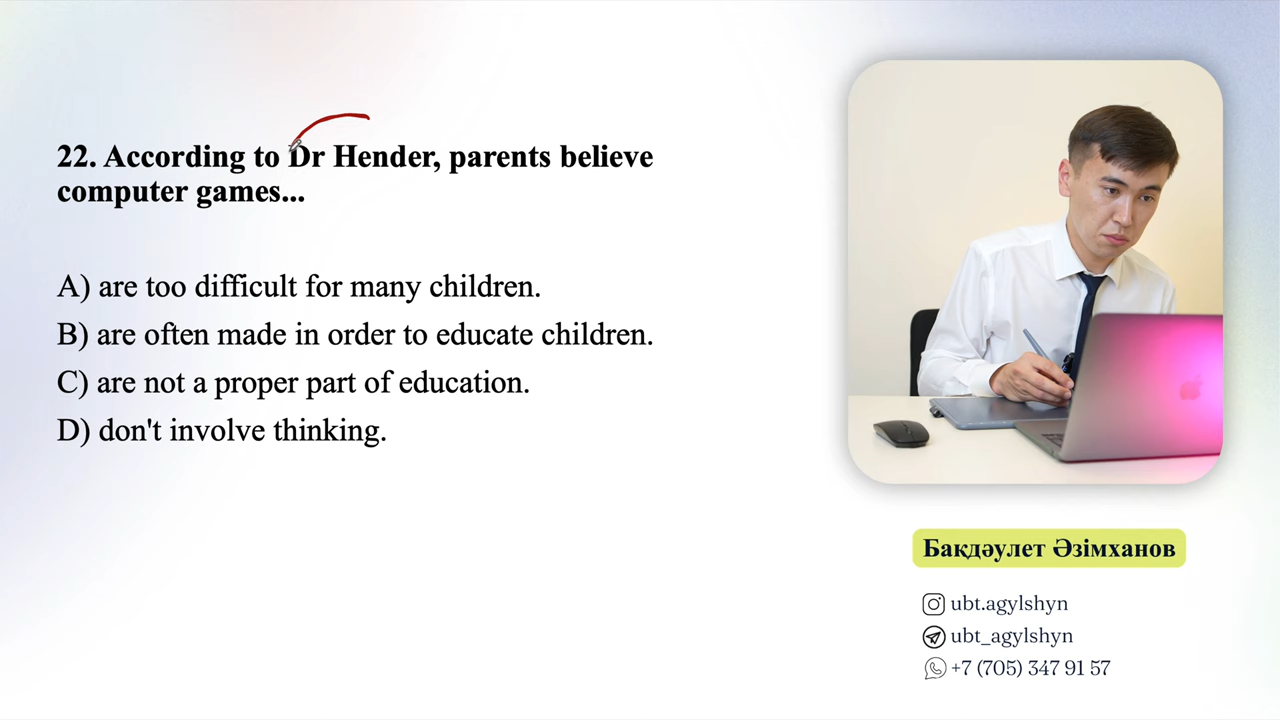 22. According to Dr Hender, parents believe
computer games...
A) are too difficult for many children.
B) are often made in order to educate children.
C) are not a proper part of education.
D) don't involve thinking.
Бақдәулет Әзімханов
ubt.agylshyn
ubt_agylshyn
+7 (705) 347 91 57